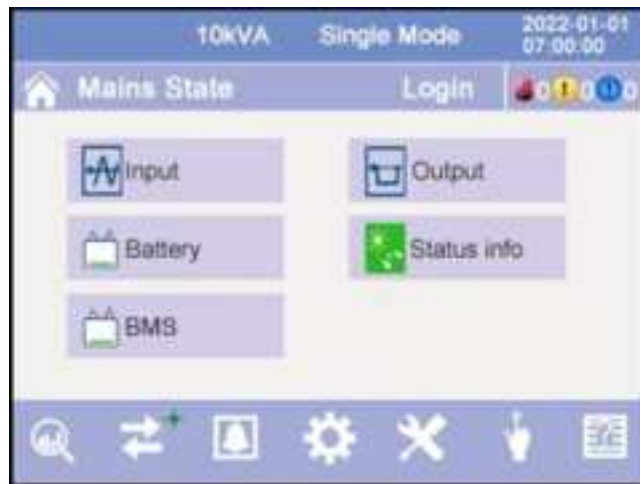 10kVA Single Mode 2022-01-01
07:00:00
Mains State Login 0 0 0
Input Output
Battery Status info
BMS